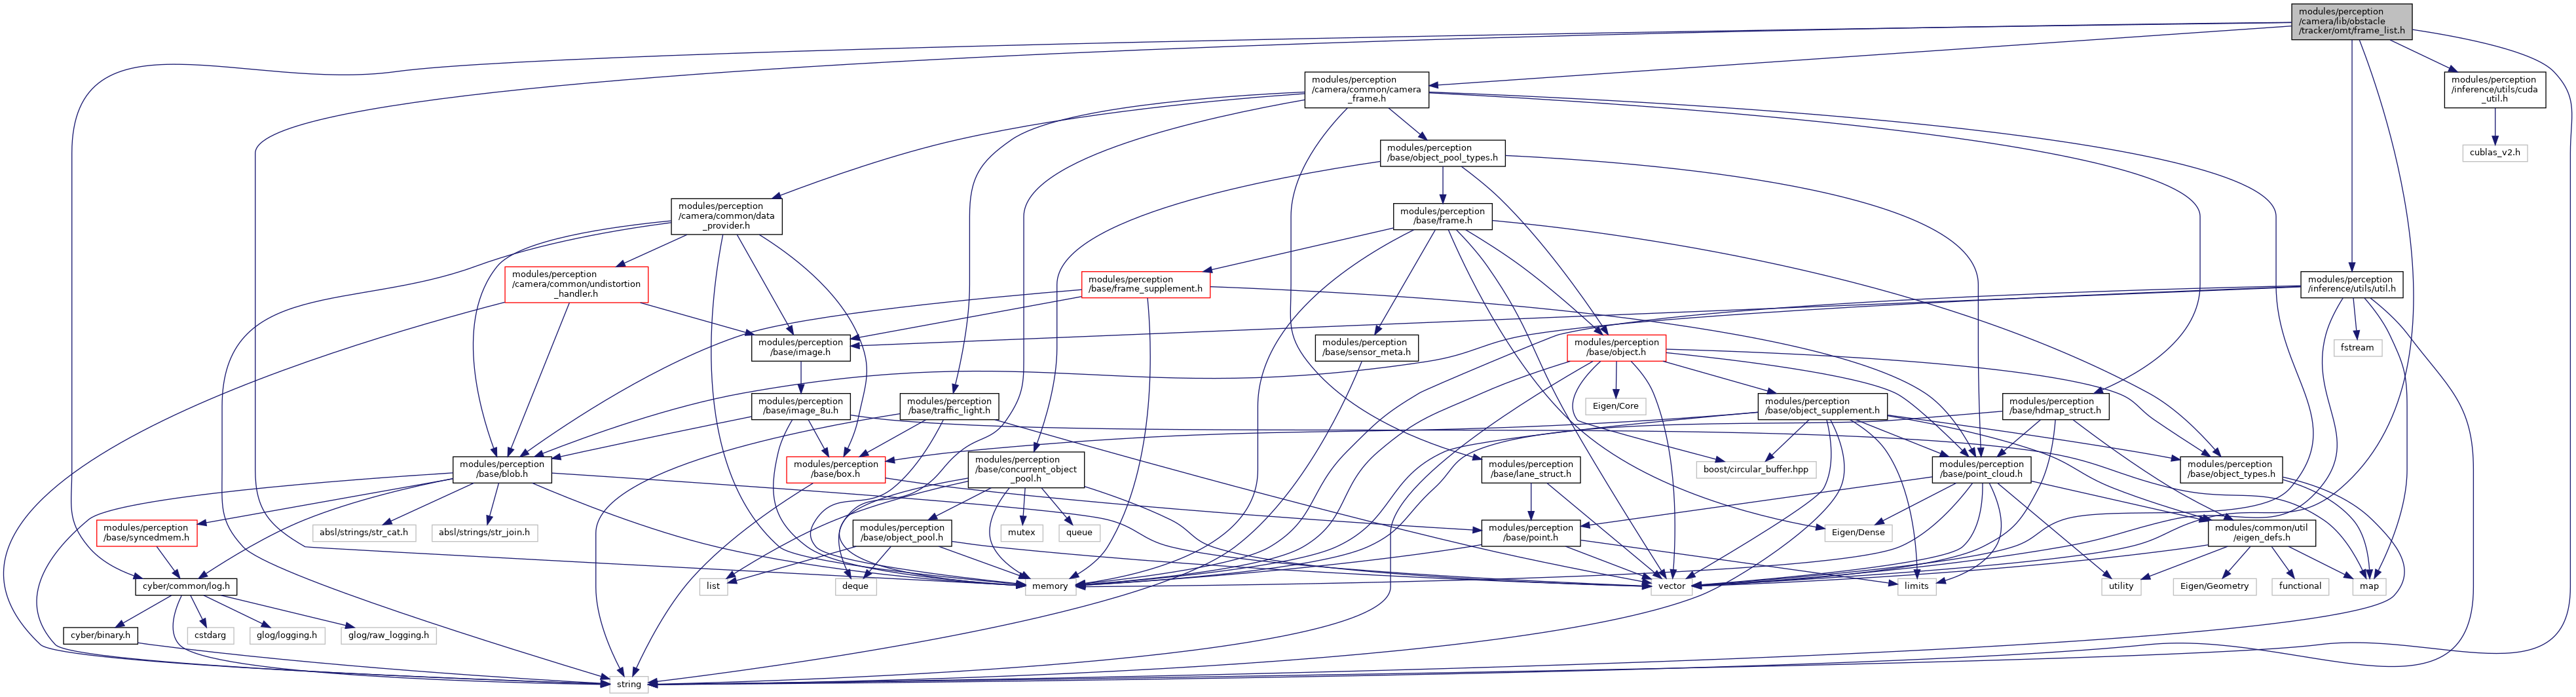 modules/perception
/camera/lib/obstacle
/tracker/omt/frame_list.h
modules/perception
/camera/common/camera
_frame.h
modules/perception
/inference/utils/cuda
_util.h
modules/perception
/base/object_pool_types.h
cublas_v2.h
modules/perception
/camera/common/data
_provider.h
modules/perception
/base/frame.h
modules/perception
/camera/common/undistortion
_handler.h
modules/perception
/base/frame_supplement.h
modules/perception
/inference/utils/util.h
modules/perception
/base/image.h
modules/perception
/base/sensor_meta.h
modules/perception
/base/object.h
fstream
modules/perception
/base/image_8u.h
modules/perception
/base/traffic_light.h
Eigen/Core
modules/perception
/base/object_supplement.h
modules/perception
/base/hdmap_struct.h
modules/perception
/base/blob.h
modules/perception
/base/box.h
modules/perception
/base/concurrent_object
_pool.h
modules/perception
/base/lane_struct.h
boost/circular_buffer.hpp
modules/perception
/base/point_cloud.h
modules/perception
/base/object_types.h
modules/perception
/base/syncedmem.h
absl/strings/str_cat.h
absl/strings/str_join.h
modules/perception
/base/object_pool.h
mutex
queue
modules/perception
/base/point.h
Eigen/Dense
modules/common/util
/eigen_defs.h
cyber/common/log.h
list
deque
memory
vector
limits
utility
Eigen/Geometry
functional
map
cyber/binary.h
cstdarg
glog/logging.h
glog/raw_logging.h
string